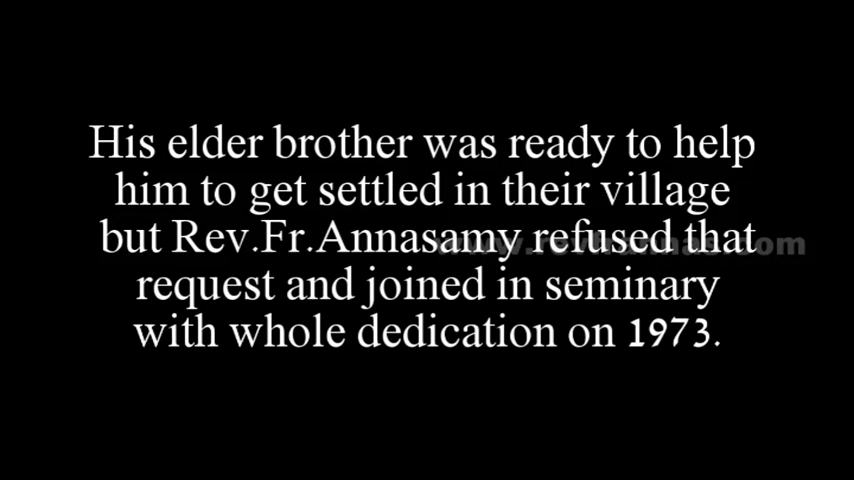 His elder brother was ready to help
him to get settled in their village
but Rev.Fr.Annasamy refused that
request and joined in seminary
with whole dedication on 1973.